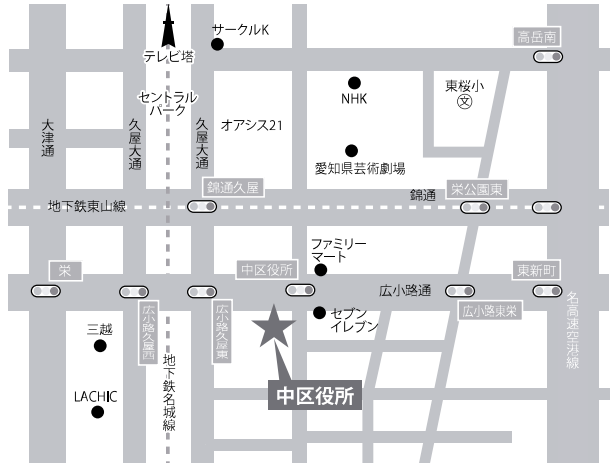 サークルK
高岳南
テレビ塔
NHK
東桜小
文
セントラル
パーク
オアシス21
大津通
久屋大通
久屋大通
愛知県芸術劇場
錦通久屋
錦通
栄公園東
地下鉄東山線
ファミリー
マート
栄
中区役所
広小路通
東新町
広小路久屋西
広小路久屋東
セブン
イレブン
広小路東栄
名高速空港線
三越
地下鉄名城線
LACHIC
中区役所